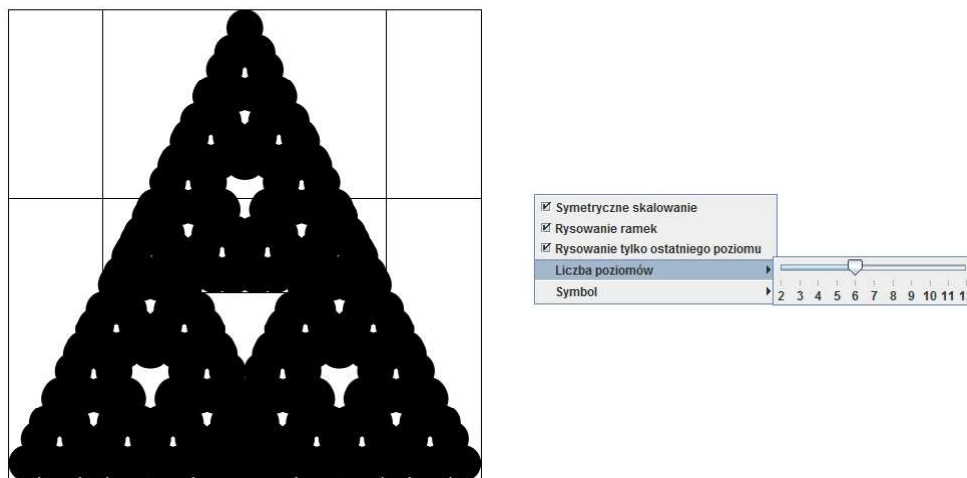 Symetryczne skalowanie
Rysowanie ramek
Rysowanie tylko ostatniego poziomu
Liczba poziomów
Symbol
2 3 4 5 6 7 8 9 10 11